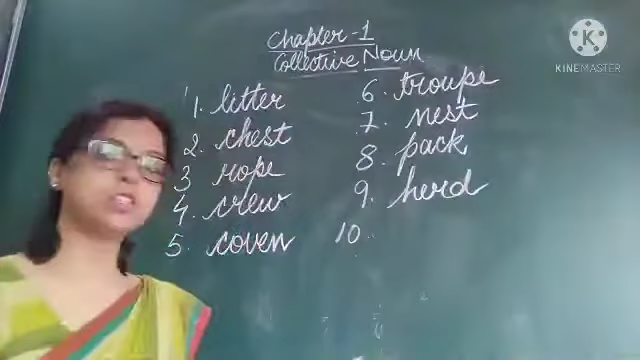 Chapter-1
Collective Noun
1. litter
2. chest
3 rope
4. crew
5. coven
6. troupe
7. nest
8. pack
9. herd
10.
K
KINEMASTER